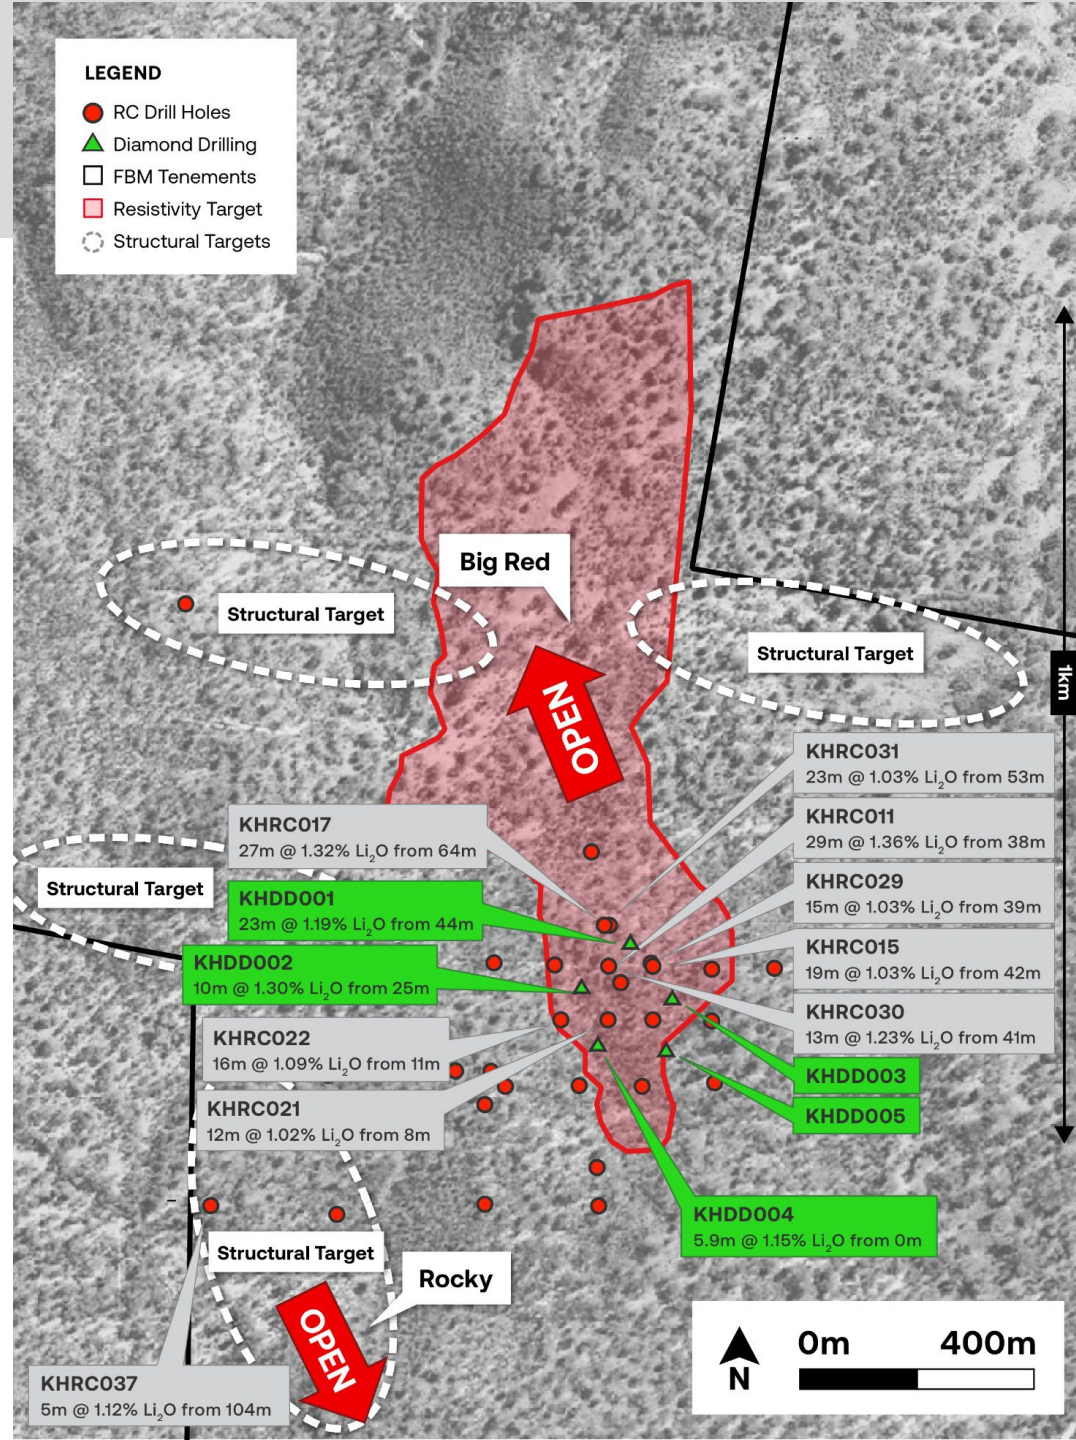 LEGEND
RC Drill Holes
Diamond Drilling
FBM Tenements
Resistivity Target
Structural Targets
Big Red
Structural Target
Structural Target
OPEN
1km
KHRC031
23m @ 1.03% Li₂O from 53m
KHRC017
27m @ 1.32% Li₂O from 64m
KHRC011
29m @ 1.36% Li₂O from 38m
Structural Target
KHDD001
23m @ 1.19% Li₂O from 44m
KHRC029
15m @ 1.03% Li₂O from 39m
KHDD002
10m @ 1.30% Li₂O from 25m
KHRC015
19m @ 1.03% Li₂O from 42m
KHRC022
16m @ 1.09% Li₂O from 11m
KHRC030
13m @ 1.23% Li₂O from 41m
KHDD003
KHRC021
12m @ 1.02% Li₂O from 8m
KHDD005
KHDD004
5.9m @ 1.15% Li₂O from 0m
Structural Target
Rocky
OPEN
KHRC037
5m @ 1.12% Li₂O from 104m
N
0m 400m